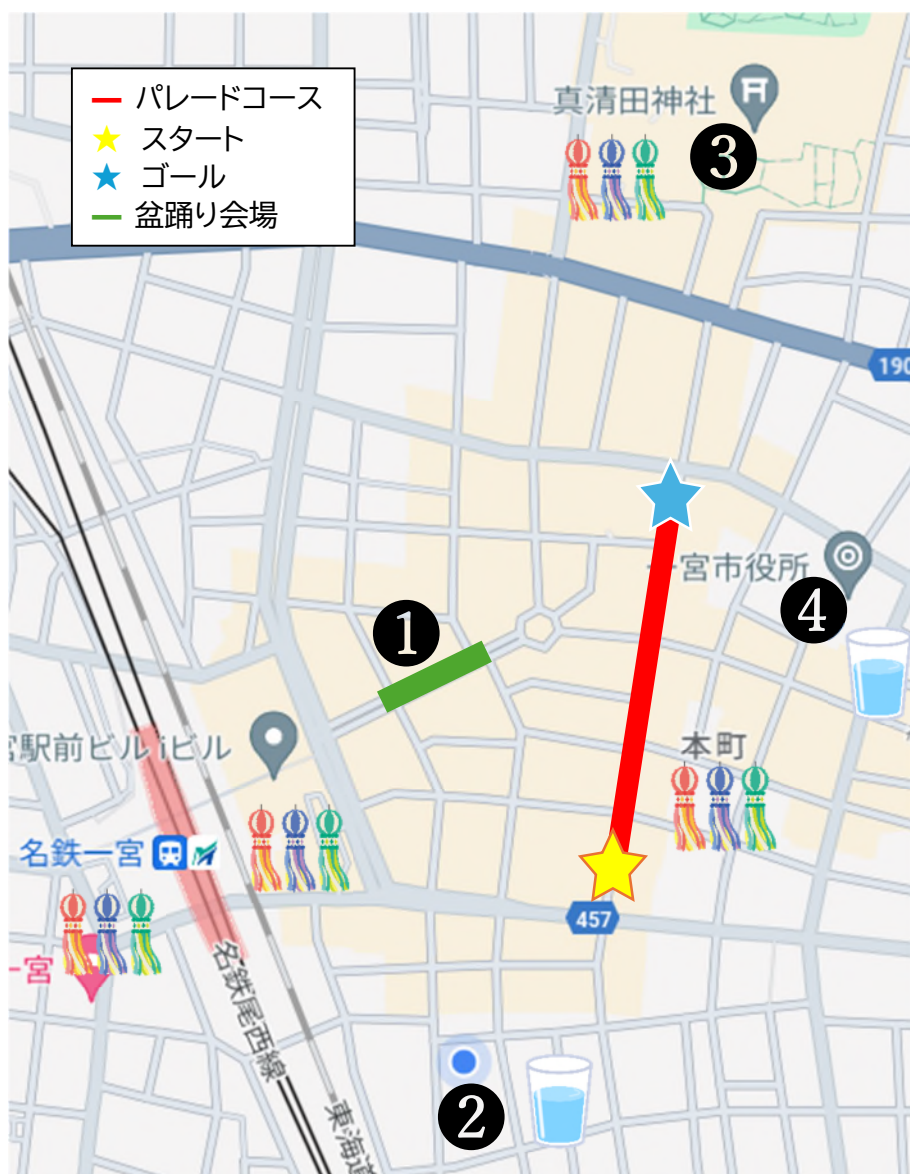 パレードコース
スタート
ゴール
盆踊り会場
真清田神社
3
190
一宮市役所
4
1
宮駅前ビル iビル
本町
名鉄一宮
457
一宮
名鉄尾西線
2
東海道